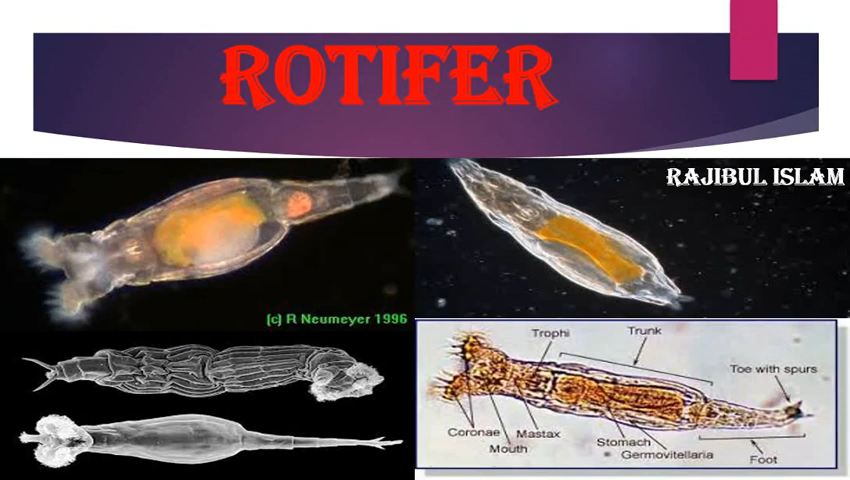 ROTIFER
RAJIBUL ISLAM
(c) R Neumeyer 1996
Trophi
Trunk
Toe with spurs
Coronae
Mouth
Mastax
Stomach
Germovitellaria
Foot